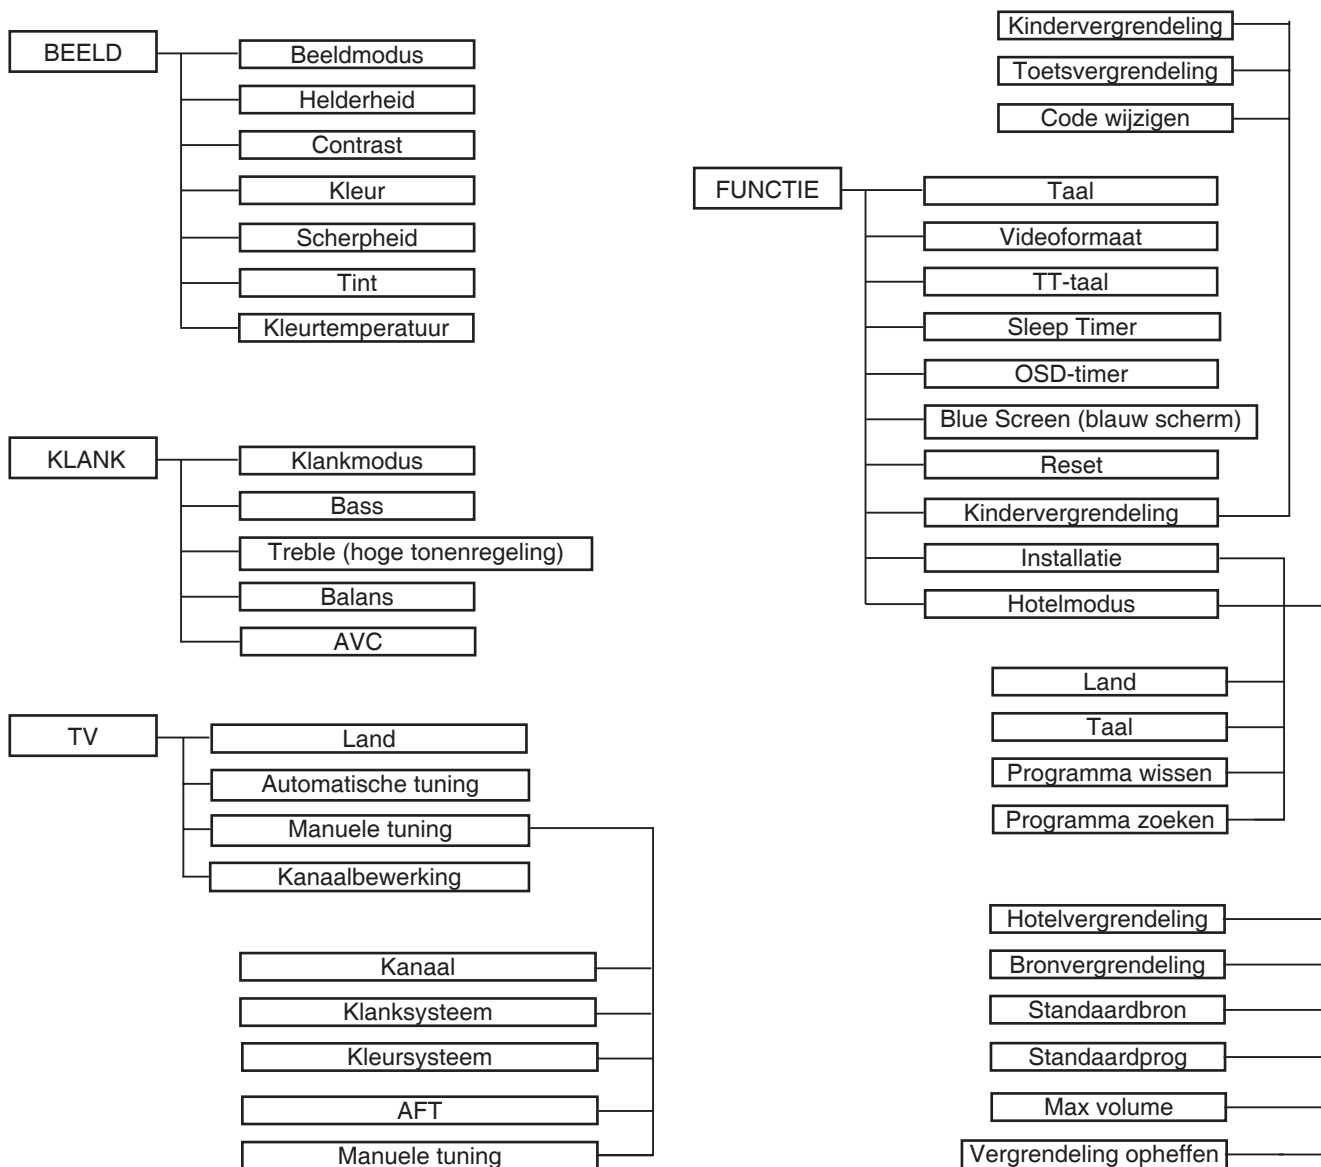 BEELD
Beeldmodus
Helderheid
Contrast
Kleur
Scherpheid
Tint
Kleurtemperatuur
KLANK
Klankmodus
Bass
Treble (hoge tonenregeling)
Balans
AVC
TV
Land
Automatische tuning
Manuele tuning
Kanaalbewerking
Kanaal
Klanksysteem
Kleursysteem
AFT
Manuele tuning
Kindervergrendeling
Toetsvergrendeling
Code wijzigen
FUNCTIE
Taal
Videoformaat
TT-taal
Sleep Timer
OSD-timer
Blue Screen (blauw scherm)
Reset
Kindervergrendeling
Installatie
Hotelmodus
Land
Taal
Programma wissen
Programma zoeken
Hotelvergrendeling
Bronvergrendeling
Standaardbron
Standaardprog
Max volume
Vergrendeling opheffen